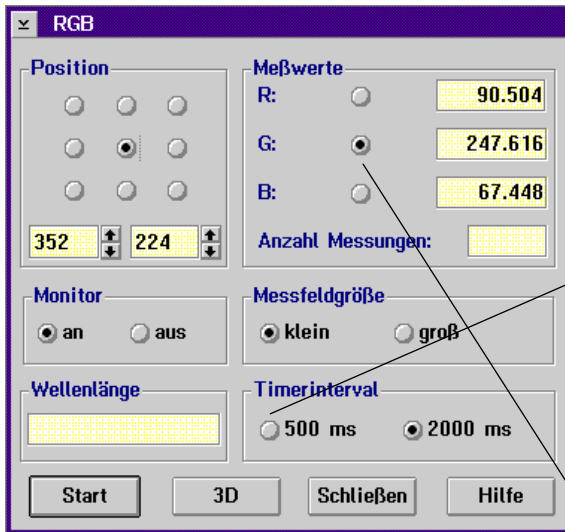 RGB
Position
352 224
Meßwerte
R: 90.504
G: 247.616
B: 67.448
Anzahl Messungen:
Monitor
an aus
Messfeldgröße
klein groß
Wellenlänge
Timerinterval
500 ms 2000 ms
Start 3D Schließen Hilfe